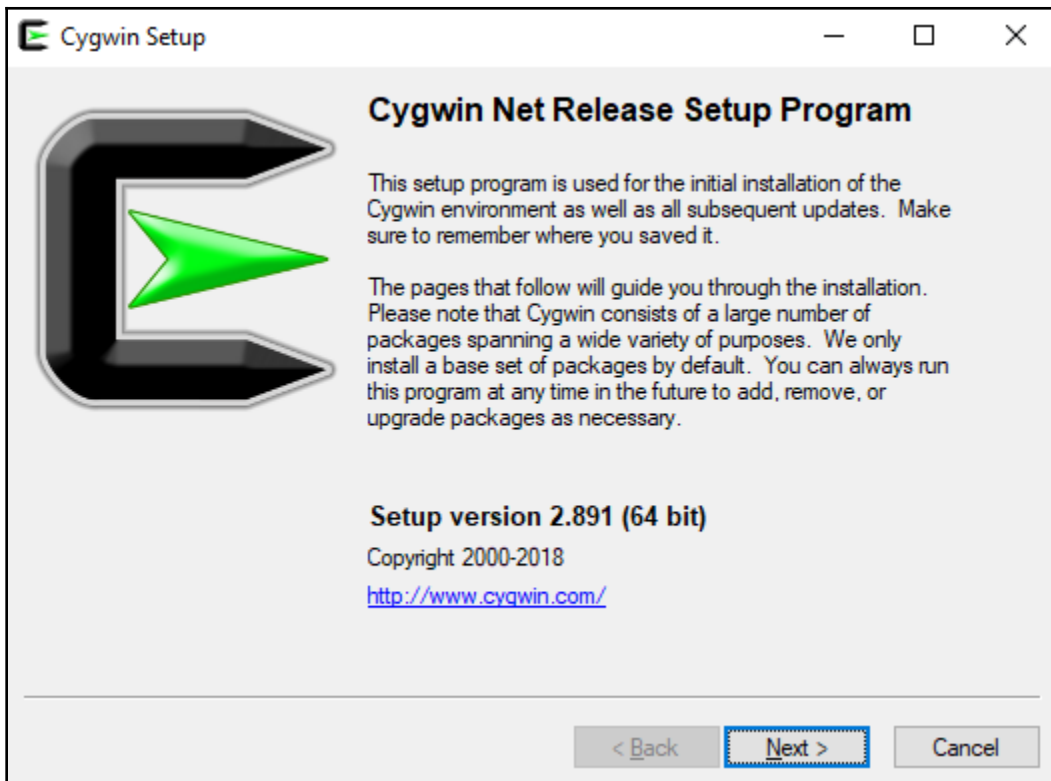 Cygwin Setup
Cygwin Net Release Setup Program
This setup program is used for the initial installation of the
Cygwin environment as well as all subsequent updates.  Make
sure to remember where you saved it.
The pages that follow will guide you through the installation.
Please note that Cygwin consists of a large number of
packages spanning a wide variety of purposes.  We only
install a base set of packages by default.  You can always run
this program at any time in the future to add, remove, or
upgrade packages as necessary.
Setup version 2.891 (64 bit)
Copyright 2000-2018
http://www.cygwin.com/
< Back
Next >
Cancel